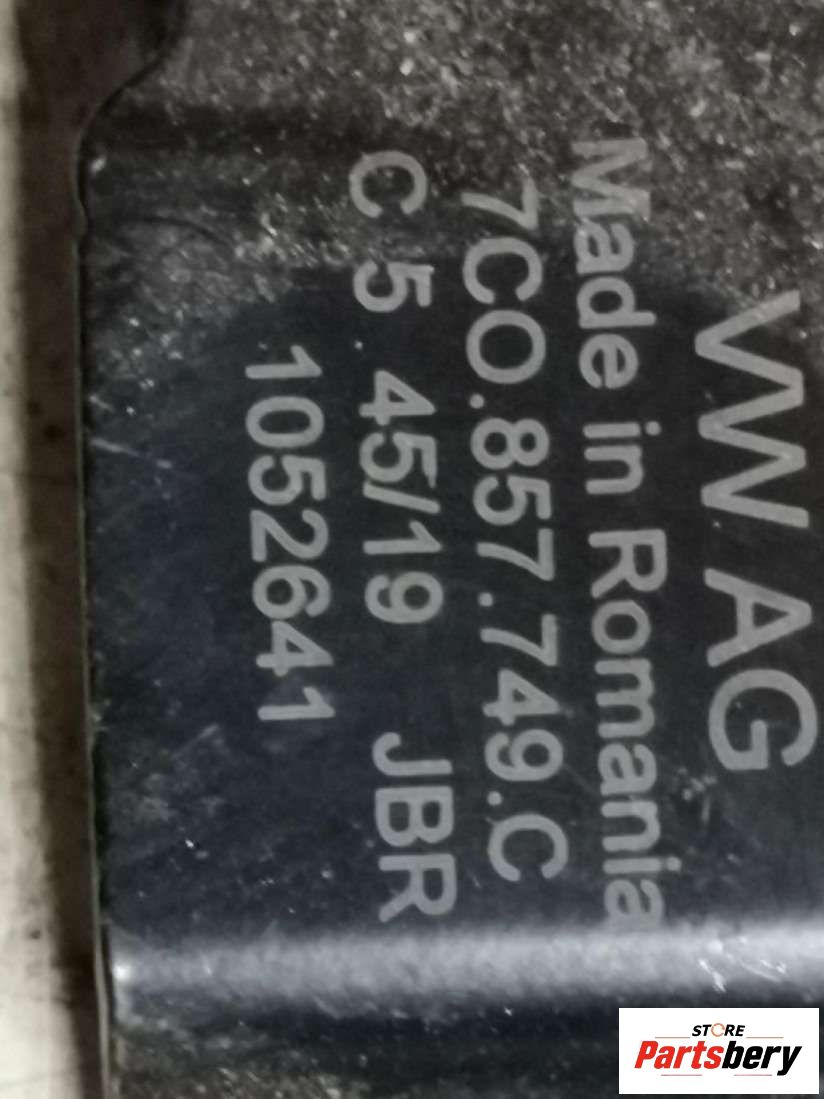 VW AG
Made in Romania
7C0.857.749.C
C 5 45/19 JBR
1052641
STORE
Partsbery